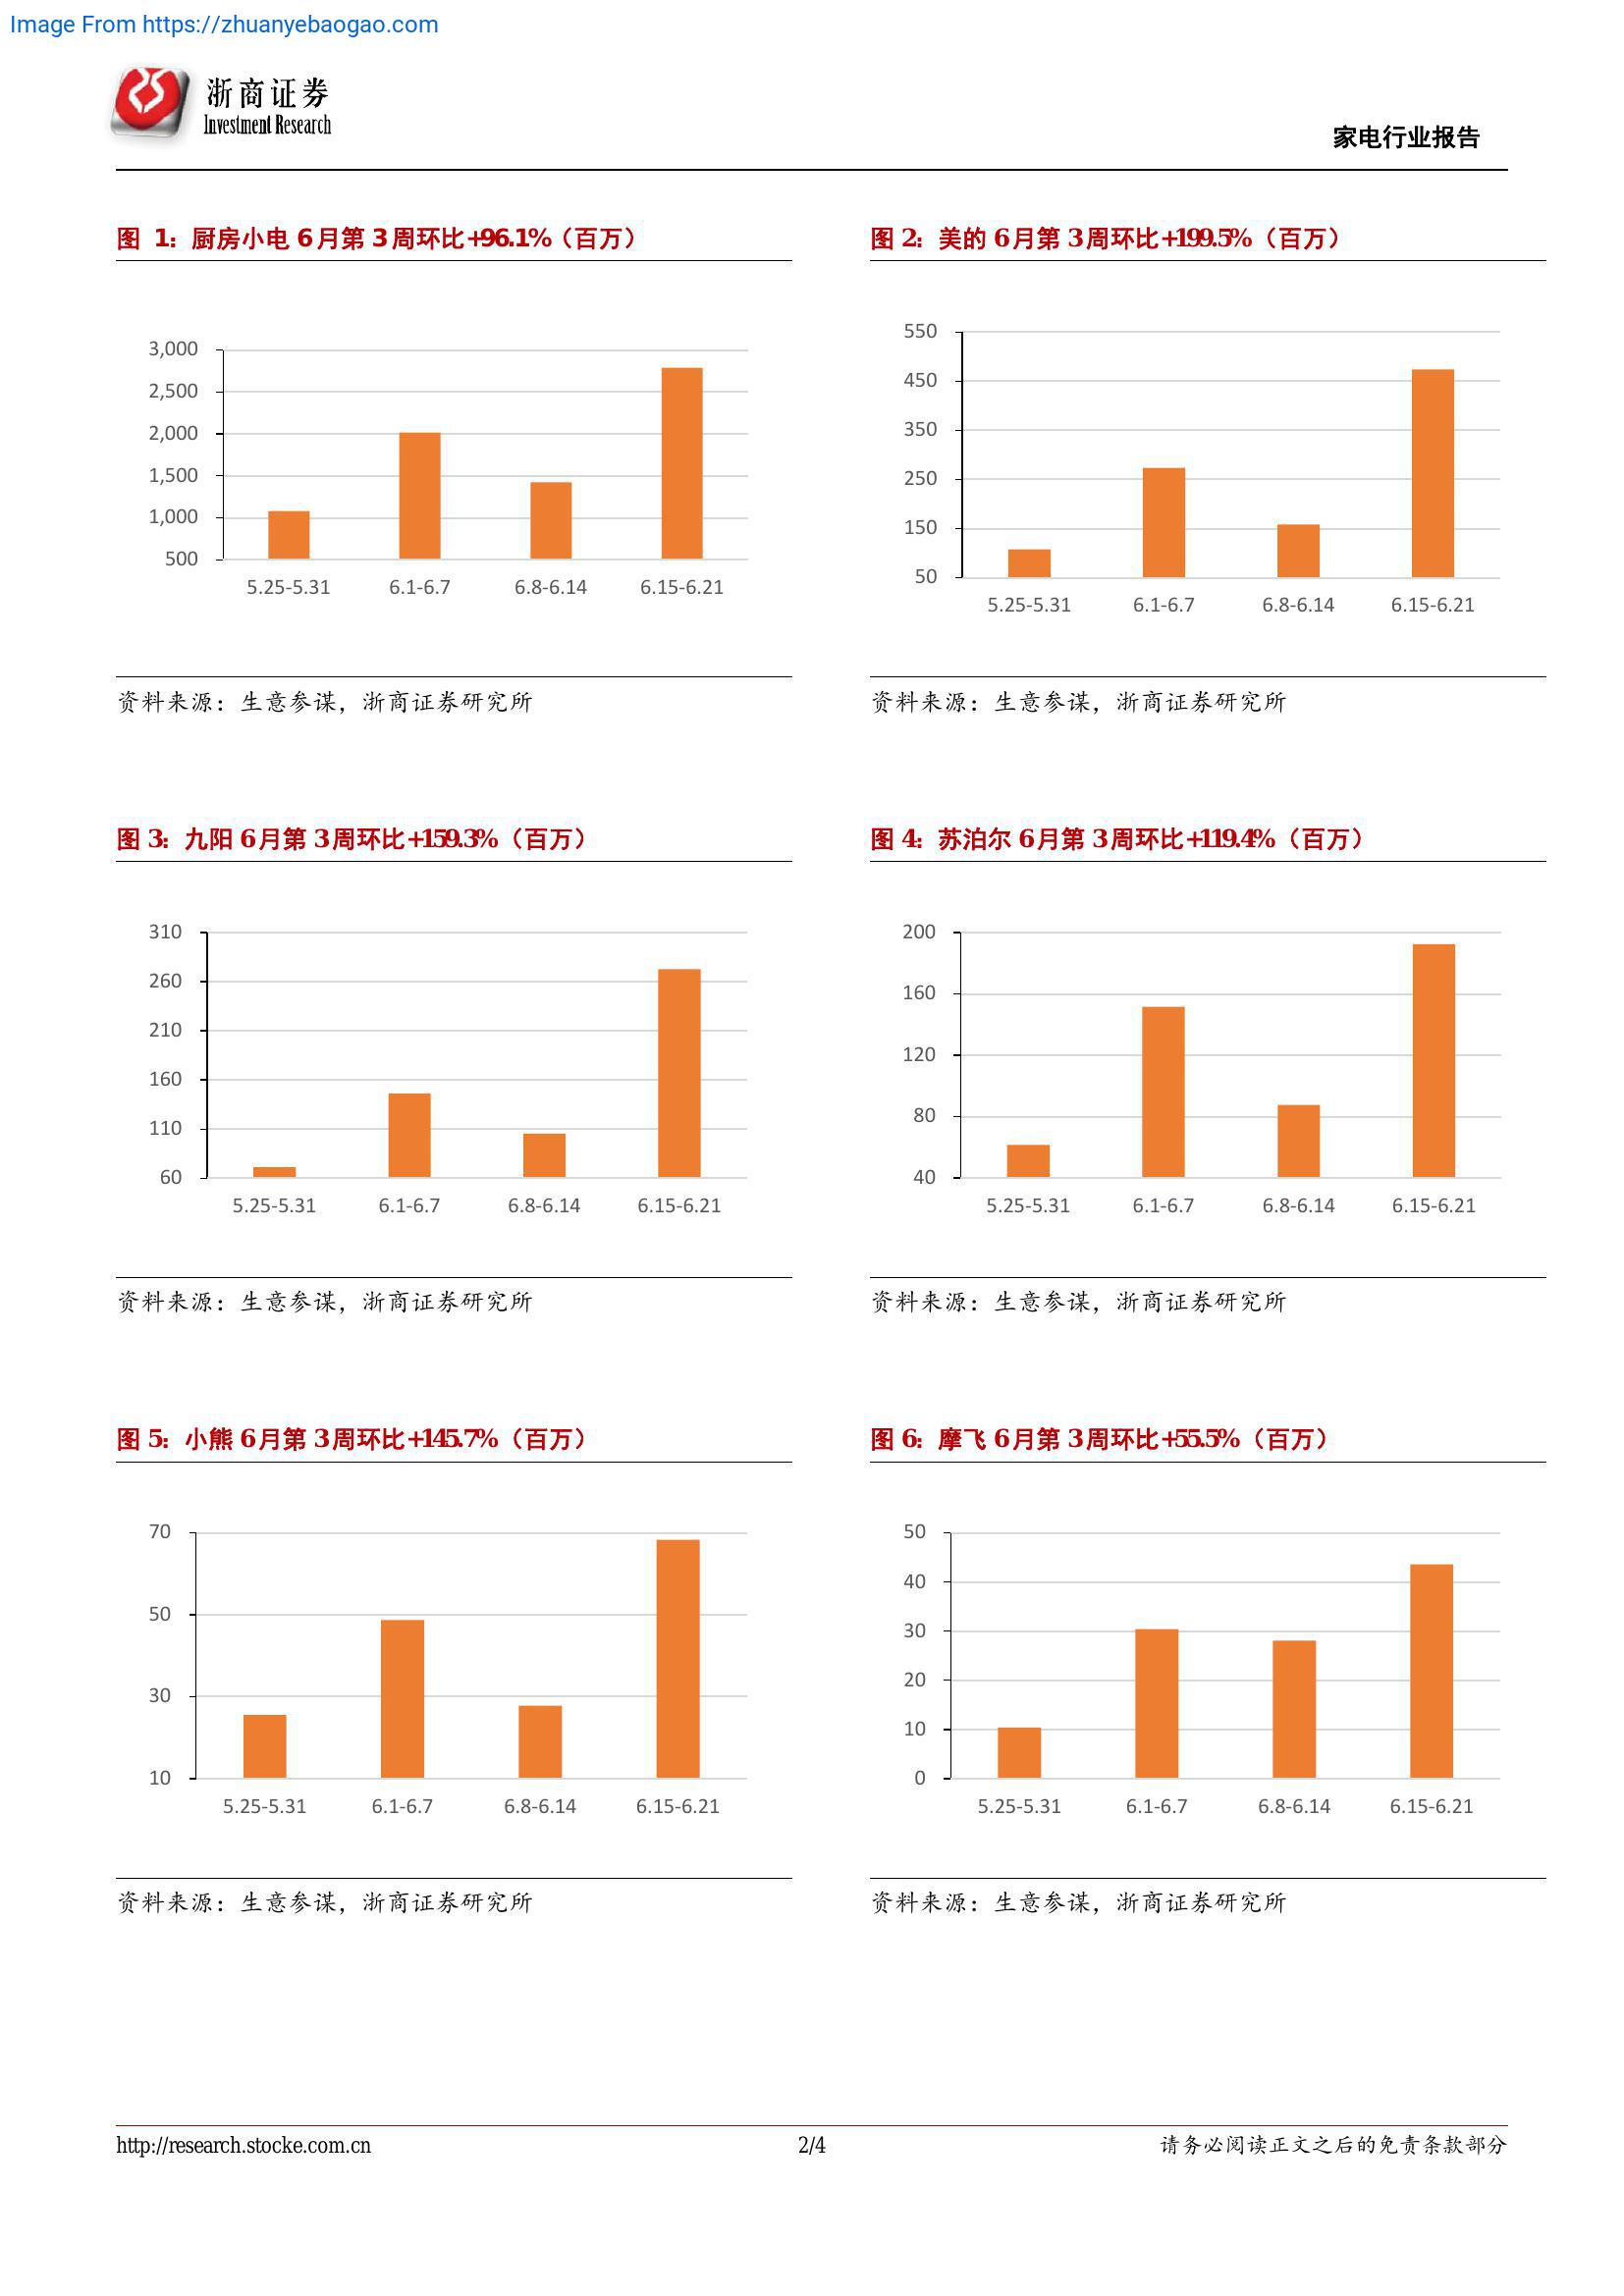 Image From https://zhuanyebaogao.com
浙商证券
Investment Research
家电行业报告
图 1：厨房小电 6 月第 3 周环比+96.1%（百万）
3,000
2,500
2,000
1,500
1,000
500
5.25-5.31 6.1-6.7 6.8-6.14 6.15-6.21
资料来源：生意参谋，浙商证券研究所
图 2：美的 6 月第 3 周环比+199.5%（百万）
550
450
350
250
150
50
5.25-5.31 6.1-6.7 6.8-6.14 6.15-6.21
资料来源：生意参谋，浙商证券研究所
图 3：九阳 6 月第 3 周环比+159.3%（百万）
310
260
210
160
110
60
5.25-5.31 6.1-6.7 6.8-6.14 6.15-6.21
资料来源：生意参谋，浙商证券研究所
图 4：苏泊尔 6 月第 3 周环比+119.4%（百万）
200
160
120
80
40
5.25-5.31 6.1-6.7 6.8-6.14 6.15-6.21
资料来源：生意参谋，浙商证券研究所
图 5：小熊 6 月第 3 周环比+145.7%（百万）
70
50
30
10
5.25-5.31 6.1-6.7 6.8-6.14 6.15-6.21
资料来源：生意参谋，浙商证券研究所
图 6：摩飞 6 月第 3 周环比+55.5%（百万）
50
40
30
20
10
0
5.25-5.31 6.1-6.7 6.8-6.14 6.15-6.21
资料来源：生意参谋，浙商证券研究所
http://research.stocke.com.cn 2/4 请务必阅读正文之后的免责条款部分